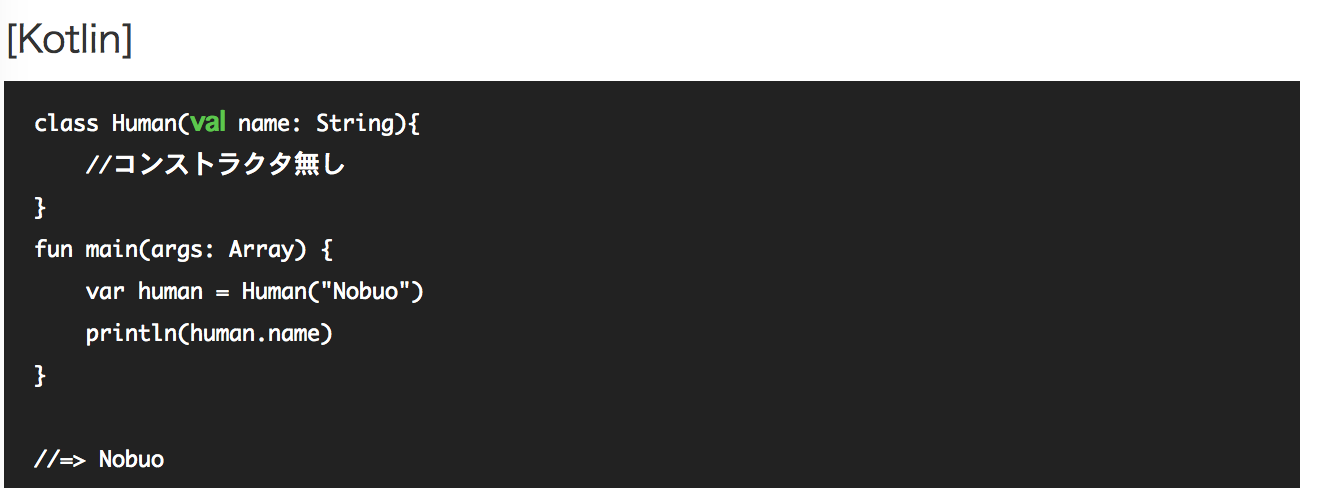 [Kotlin]
class Human(val name: String){
    //コンストラクタ無し
}
fun main(args: Array) {
    var human = Human("Nobuo")
    println(human.name)
}
//=> Nobuo